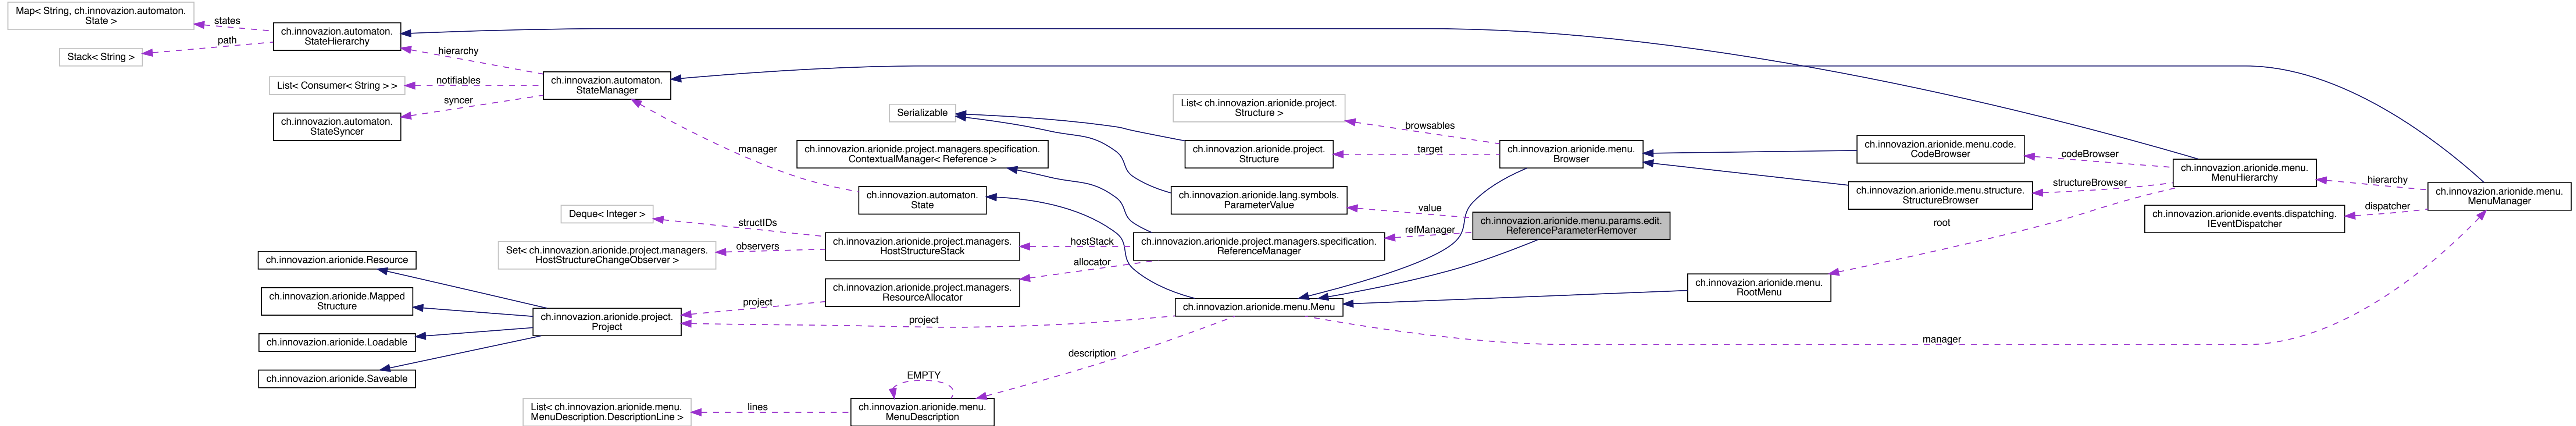 Map< String, ch.innovazion.automaton.
State >
states
path
Stack< String >
ch.innovazion.automaton.
StateHierarchy
hierarchy
notifiables
List< Consumer< String > >
syncer
ch.innovazion.automaton.
StateSyncer
ch.innovazion.automaton.
StateManager
manager
Serializable
ch.innovazion.arionide.project.managers.specification.
ContextualManager< Reference >
ch.innovazion.automaton.
State
Deque< Integer >
structIDs
Set< ch.innovazion.arionide.project.managers.
HostStructureChangeObserver >
observers
ch.innovazion.arionide.project.managers.
HostStructureStack
ch.innovazion.arionide.project.managers.
ResourceAllocator
hostStack
allocator
project
project
ch.innovazion.arionide.Resource
ch.innovazion.arionide.Mapped
Structure
ch.innovazion.arionide.Loadable
ch.innovazion.arionide.Saveable
ch.innovazion.arionide.project.
Project
List< ch.innovazion.arionide.project.
Structure >
browsables
ch.innovazion.arionide.project.
Structure
target
ch.innovazion.arionide.lang.symbols.
ParameterValue
value
ch.innovazion.arionide.project.managers.specification.
ReferenceManager
refManager
ch.innovazion.arionide.menu.params.edit.
ReferenceParameterRemover
ch.innovazion.arionide.menu.Menu
description
EMPTY
lines
List< ch.innovazion.arionide.menu.
MenuDescription.DescriptionLine >
ch.innovazion.arionide.menu.
MenuDescription
ch.innovazion.arionide.menu.
Browser
ch.innovazion.arionide.menu.code.
CodeBrowser
codeBrowser
ch.innovazion.arionide.menu.structure.
StructureBrowser
structureBrowser
root
ch.innovazion.arionide.menu.
RootMenu
ch.innovazion.arionide.menu.
MenuHierarchy
hierarchy
ch.innovazion.arionide.events.dispatching.
IEventDispatcher
dispatcher
ch.innovazion.arionide.menu.
MenuManager
manager